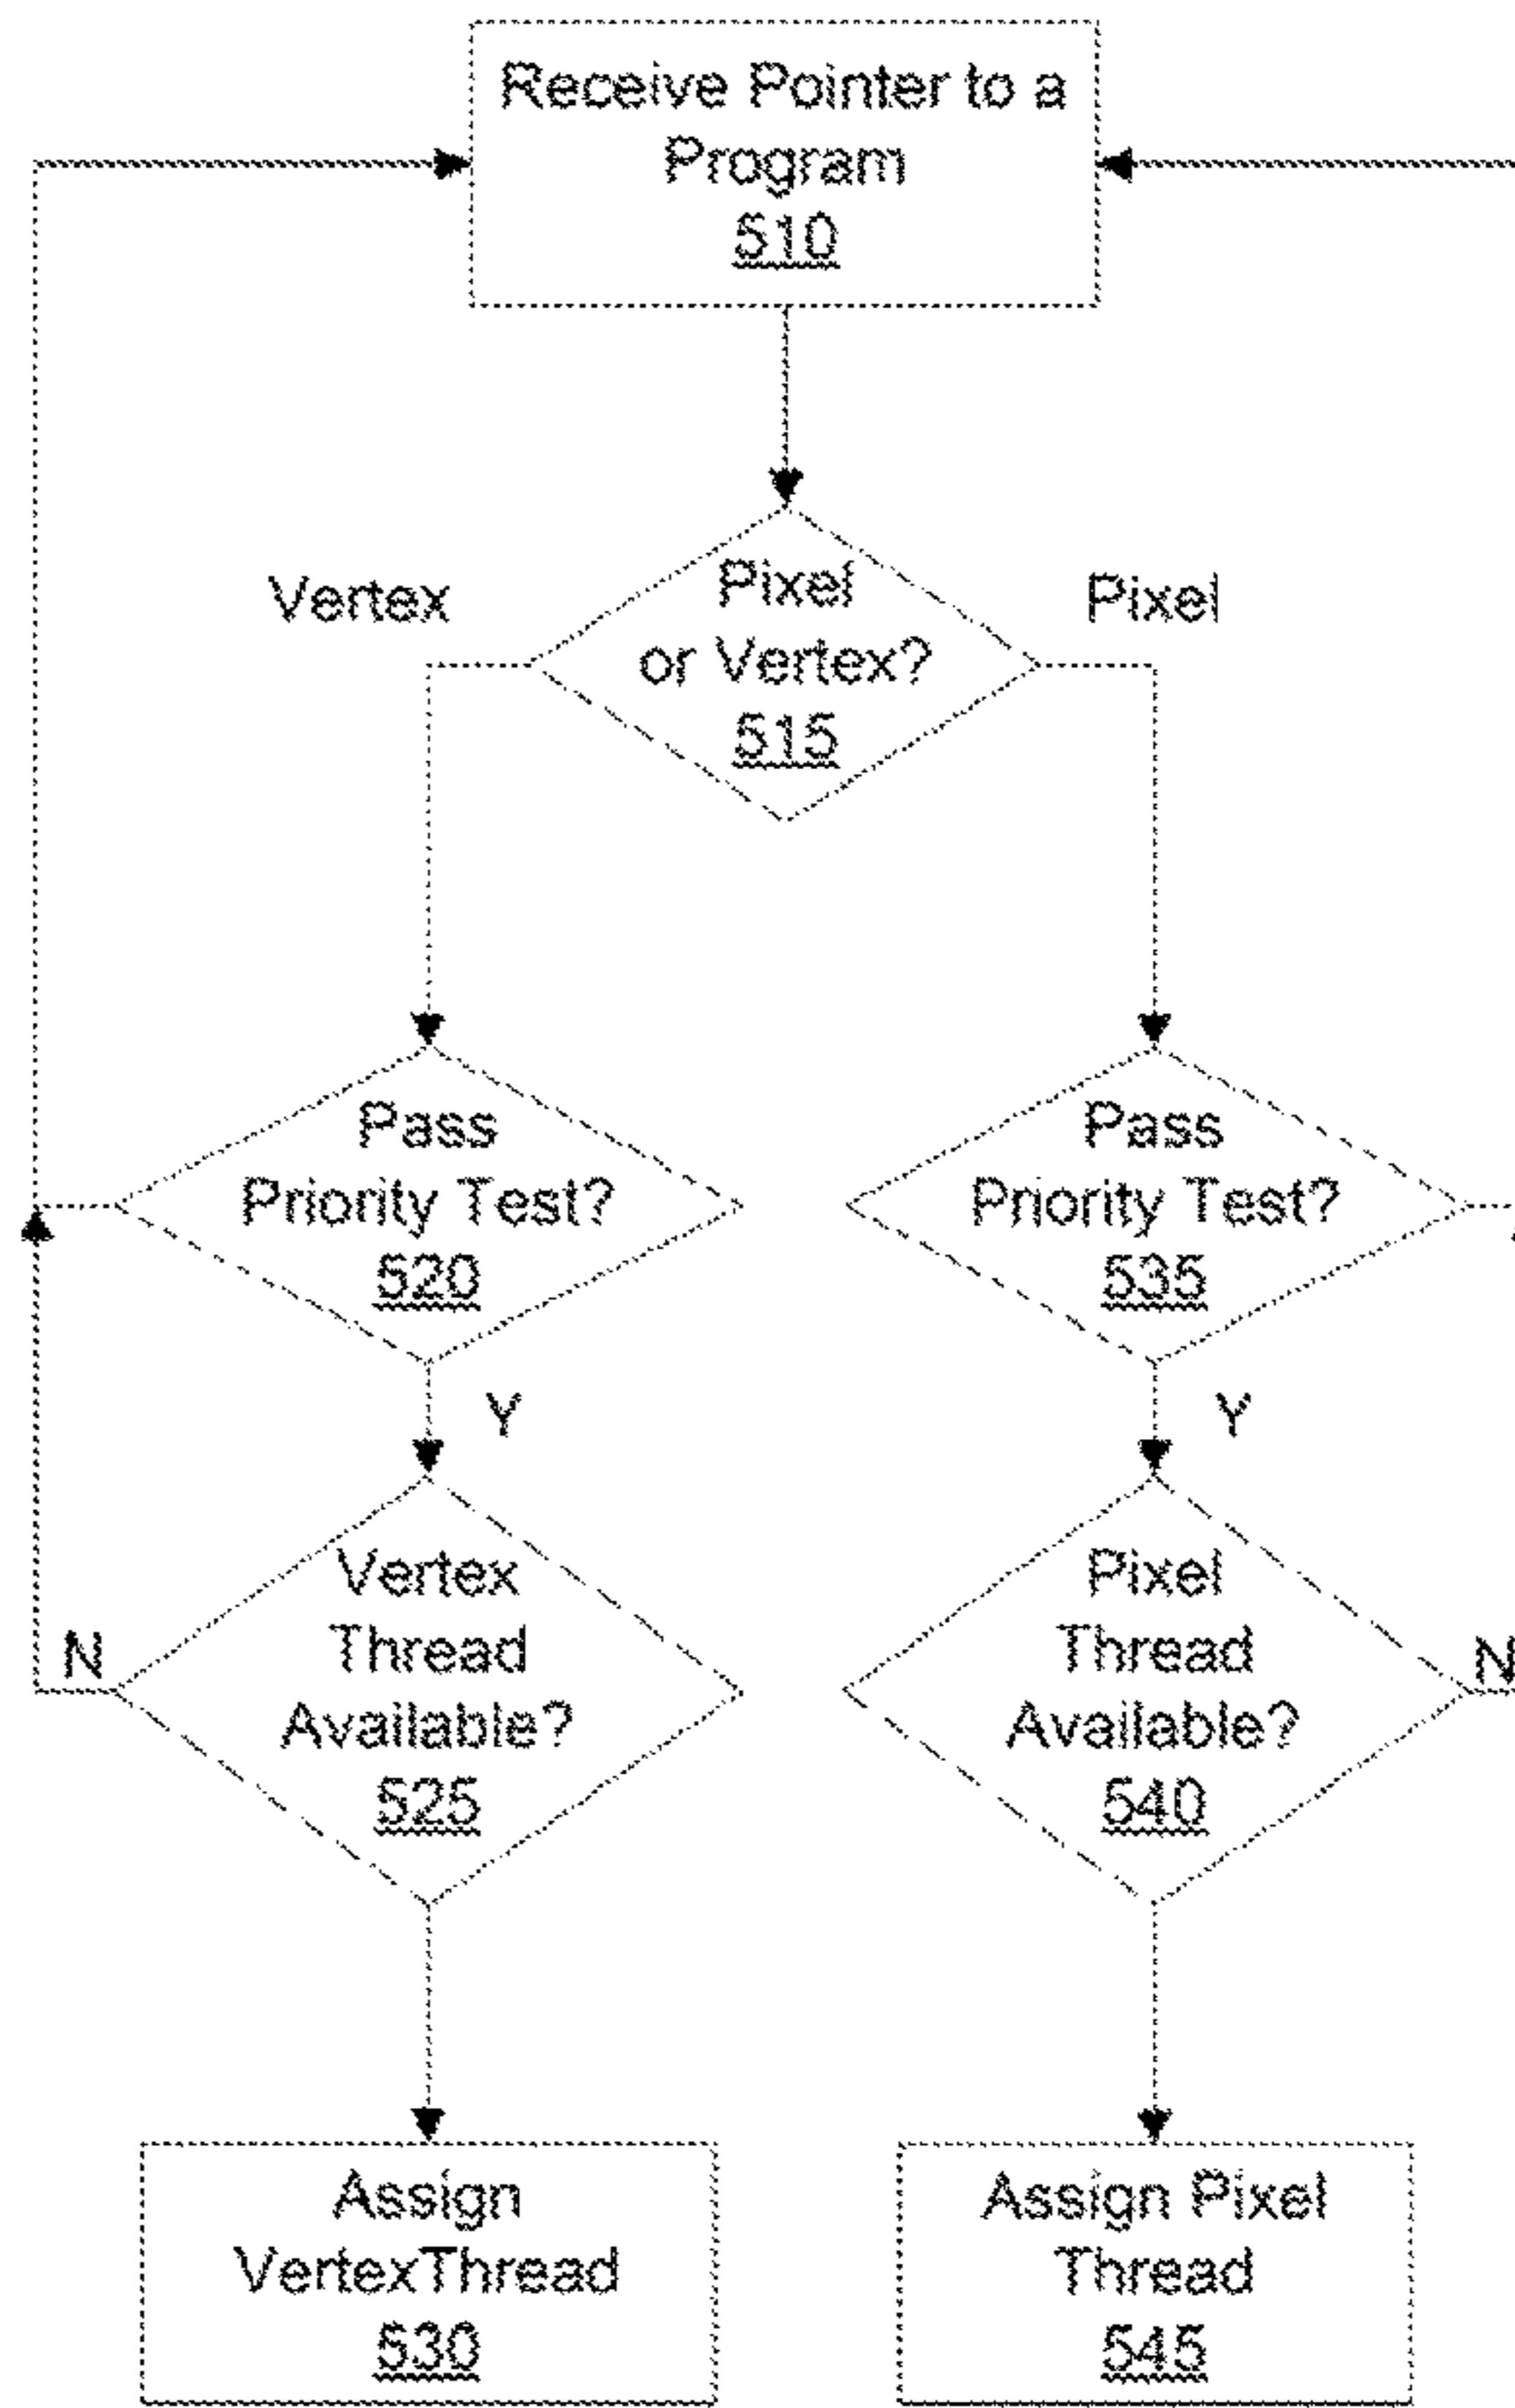 Receive Pointer to a
Program
510
Vertex
Pixel
or Vertex?
515
Pixel
Pass
Priority Test?
520
Pass
Priority Test?
535
Y
Y
Vertex
Thread
Available?
525
N
Pixel
Thread
Available?
540
N
Assign
VertexThread
530
Assign Pixel
Thread
545